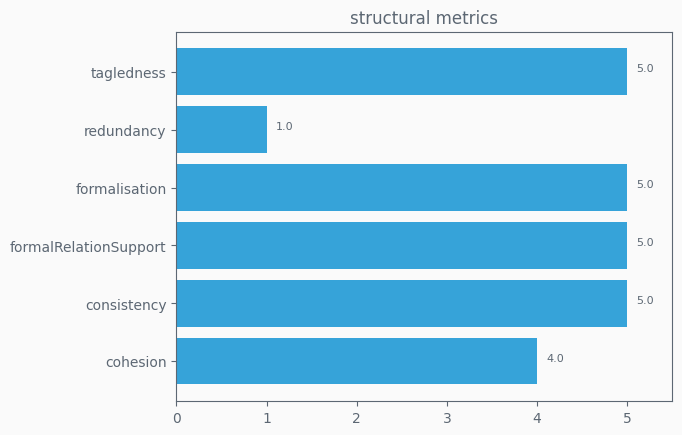 structural metrics
tagledness 5.0
redundancy 1.0
formalisation 5.0
formalRelationSupport 5.0
consistency 5.0
cohesion 4.0
0 1 2 3 4 5